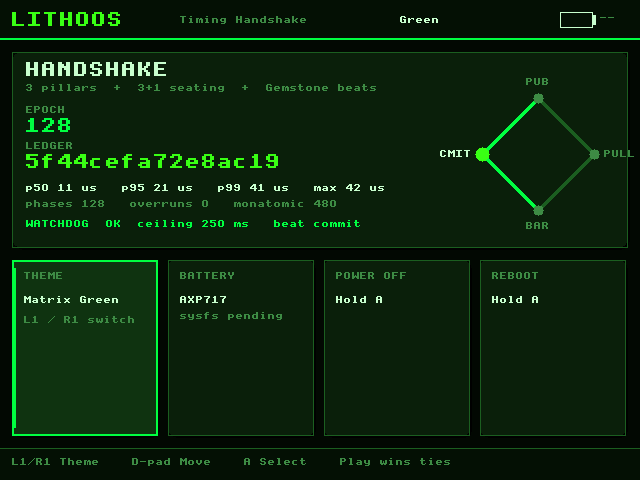 LITHOOS Timing Handshake Green --
HANDSHAKE
3 pillars + 3+1 seating + Gemstone beats
PUB
EPOCH
128
LEDGER
5f44cefa72e8ac19
CMIT PULL
p50 11 us p95 21 us p99 41 us max 42 us
phases 128 overruns 0 monatomic 480
WATCHDOG OK ceiling 250 ms beat commit
BAR
THEME
Matrix Green
L1 / R1 switch
BATTERY
AXP717
sysfs pending
POWER OFF
Hold A
REBOOT
Hold A
L1/R1 Theme D-pad Move A Select Play wins ties